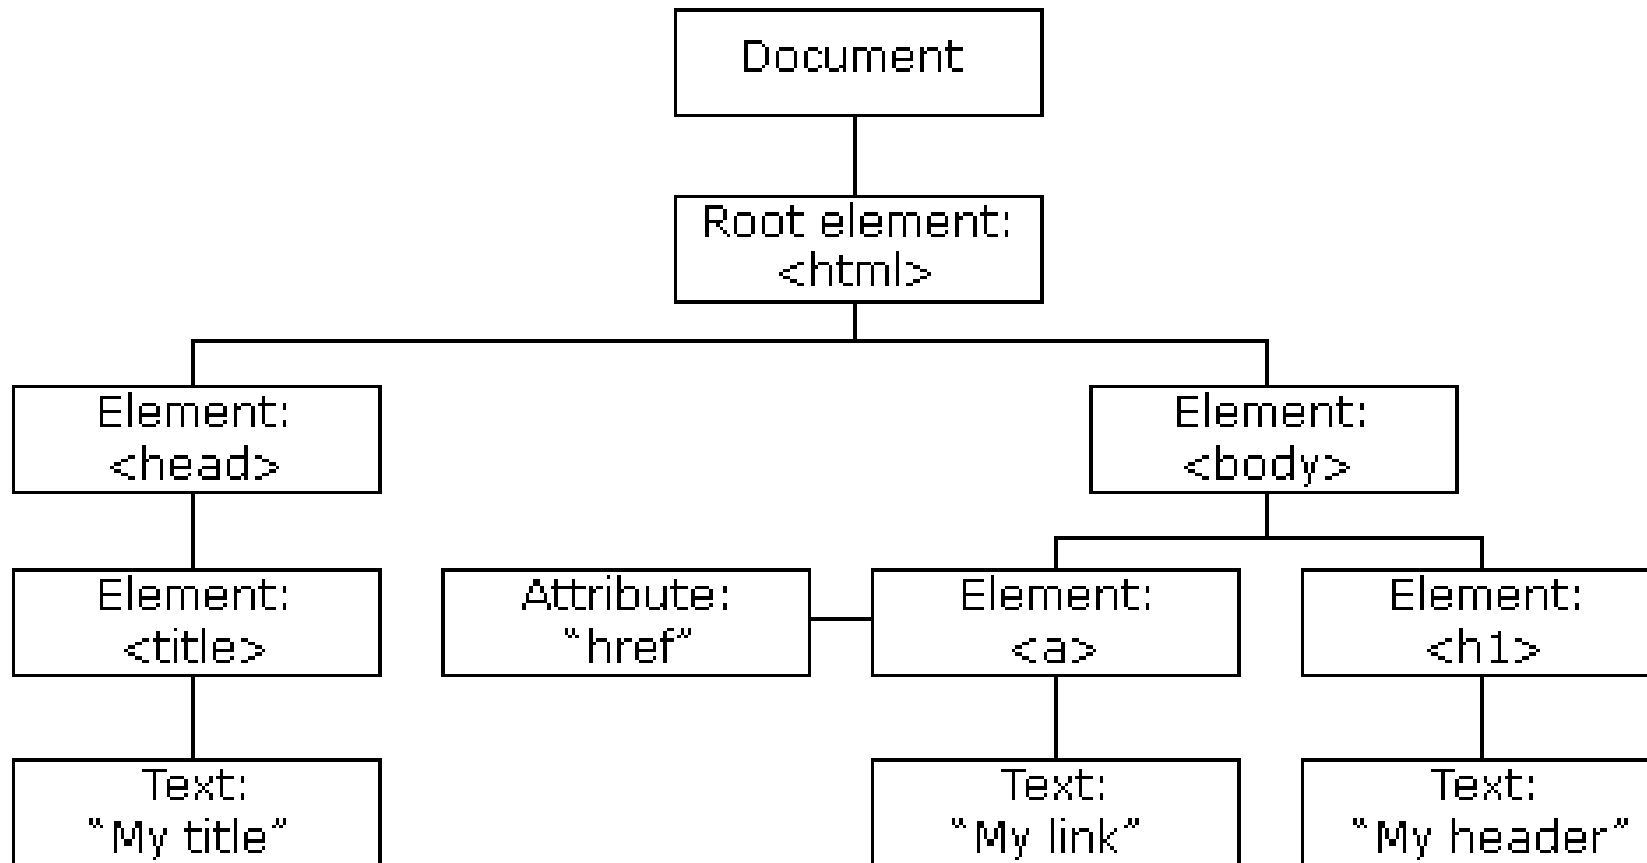 Document
Root element:
<html>
Element:
<head>
Element:
<body>
Element:
<title>
Attribute:
“href”
Element:
<a>
Element:
<h1>
Text:
“My title”
Text:
“My link”
Text:
“My header”